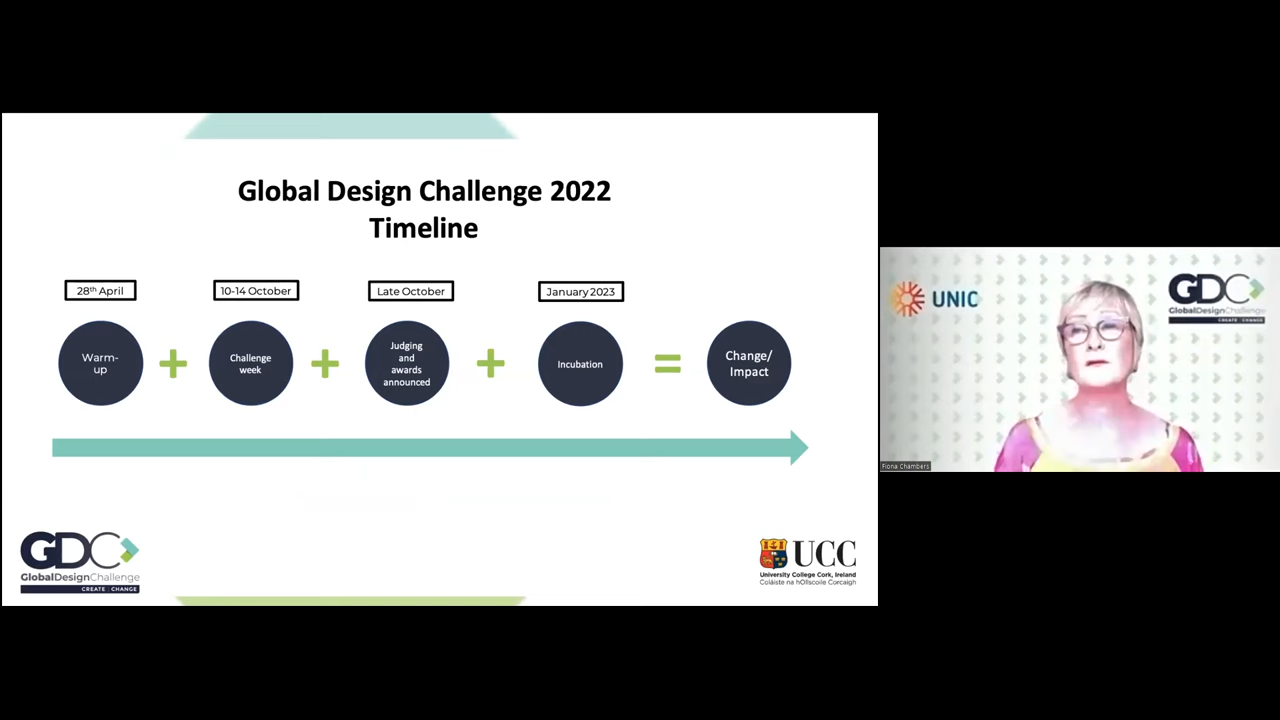 Global Design Challenge 2022
Timeline
28th April
10-14 October
Late October
January 2023
Warm-
up
Challenge
week
Judging
and
awards
announced
Incubation
Change/
Impact
GDC
GlobalDesignChallenge
CREATE | CHANGE
UCC
University College Cork, Ireland
Coláiste na hOllscoile Corcaigh
UNIC
GDC
GlobalDesignChallenge
CREATE | CHANGE
Fiona Chambers